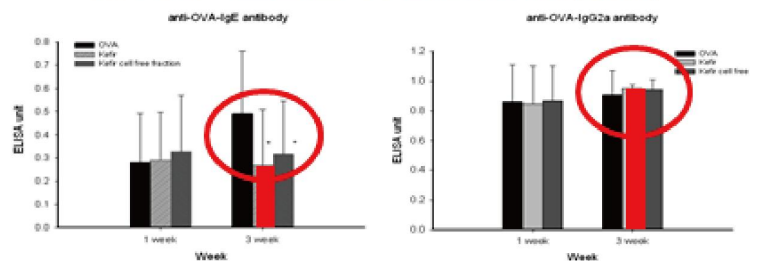 anti-OVA-IgE antibody
0.8
0.7
0.6
0.5
0.4
0.3
0.2
0.1
0.0
ELISA unit
OVA
Kefir
Kefir cell free fraction
*
*
1 week
3 week
Week
anti-OVA-IgG2a antibody
1.2
1.0
0.8
0.6
0.4
0.2
0.0
ELISA unit
OVA
Kefir
Kefir cell free
1 week
3 week
Week